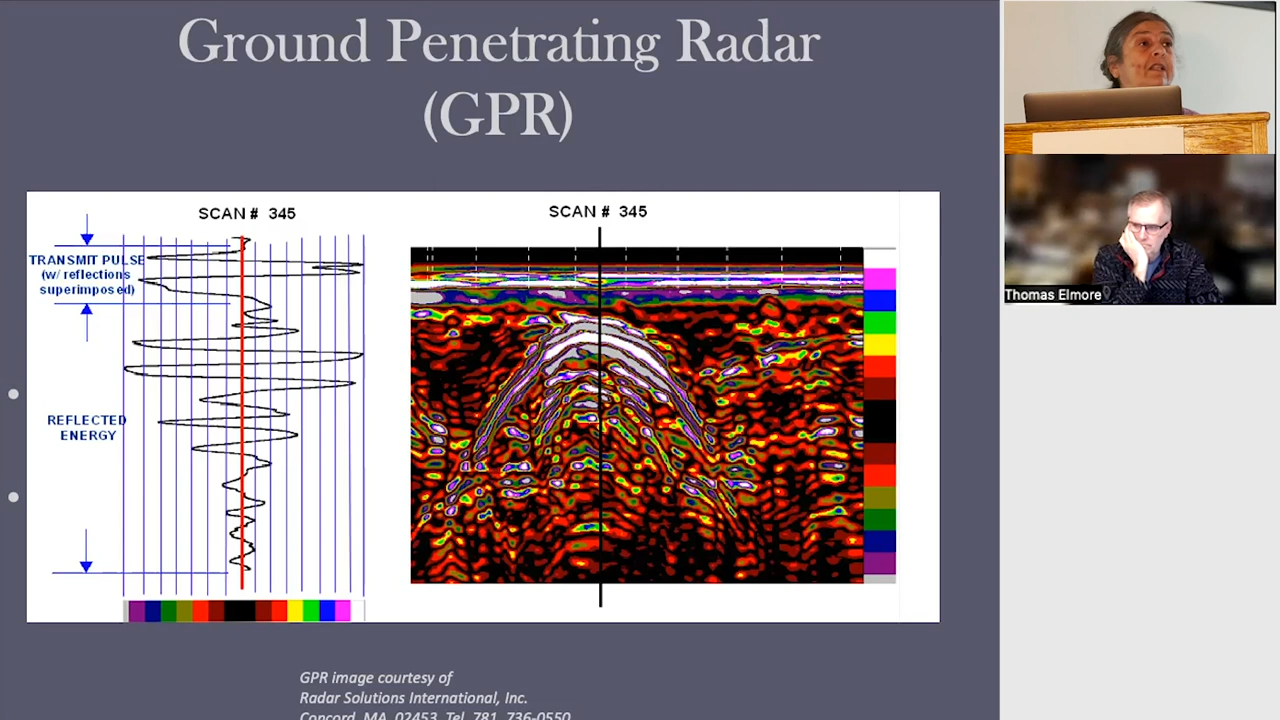 Ground Penetrating Radar
(GPR)
SCAN # 345
TRANSMIT PULSE
(w/ reflections
superimposed)
REFLECTED
ENERGY
SCAN # 345
GPR image courtesy of
Radar Solutions International, Inc.
Concord, MA 02453 Tel. 781 736-0550
Thomas Elmore